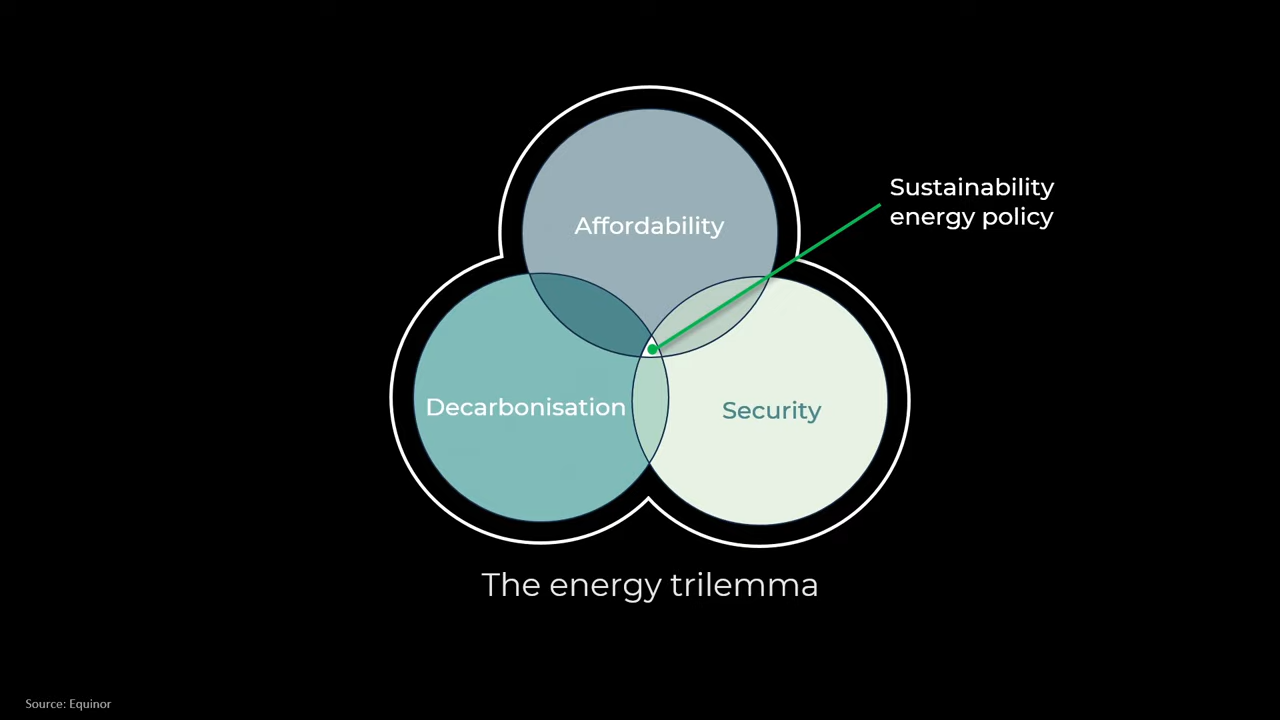 Sustainability
energy policy
Affordability
Decarbonisation
Security
The energy trilemma
Source: Equinor